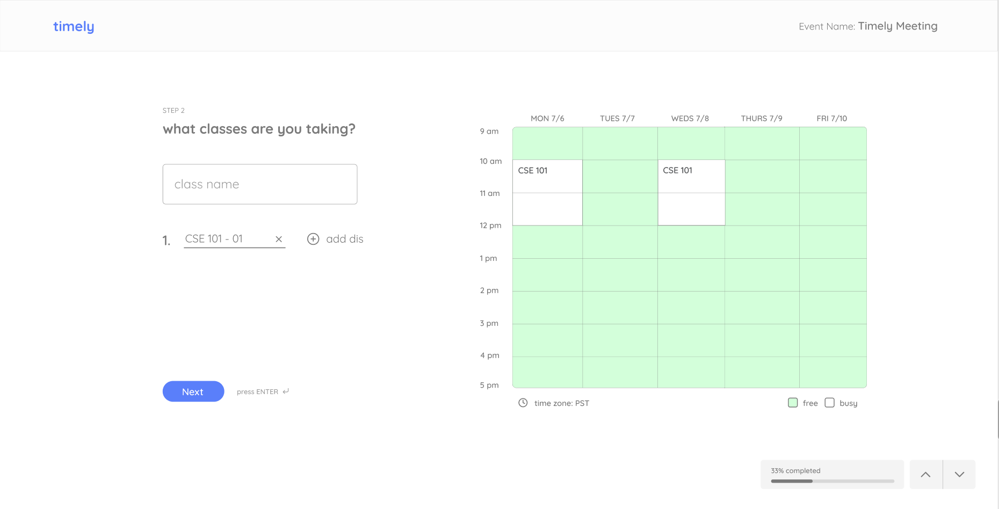 timely
Event Name: Timely Meeting
STEP 2
what classes are you taking?
class name
1. CSE 101 - 01 × add dis
Next press ENTER
MON 7/6 TUES 7/7 WEDS 7/8 THURS 7/9 FRI 7/10
9 am
10 am
CSE 101 CSE 101
11 am
12 pm
1 pm
2 pm
3 pm
4 pm
5 pm
time zone: PST free busy
33% completed